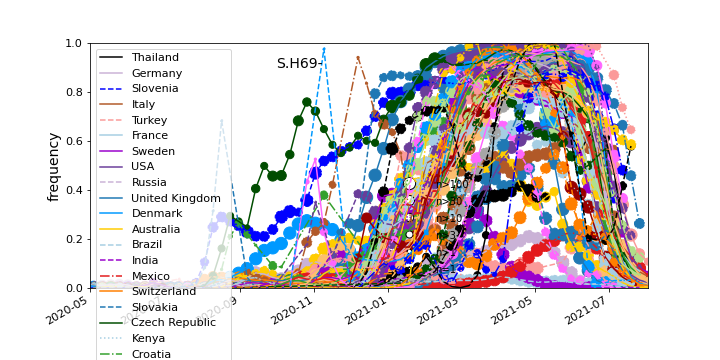 S.H69-
frequency
1.0
0.8
0.6
0.4
0.2
0.0
Thailand
Germany
Slovenia
Italy
Turkey
France
Sweden
USA
Russia
United Kingdom
Denmark
Australia
Brazil
India
Mexico
Switzerland
Slovakia
Czech Republic
Kenya
Croatia
n>100
n>10
2020-05
2020-09
2020-11
2021-01
2021-03
2021-05
2021-07